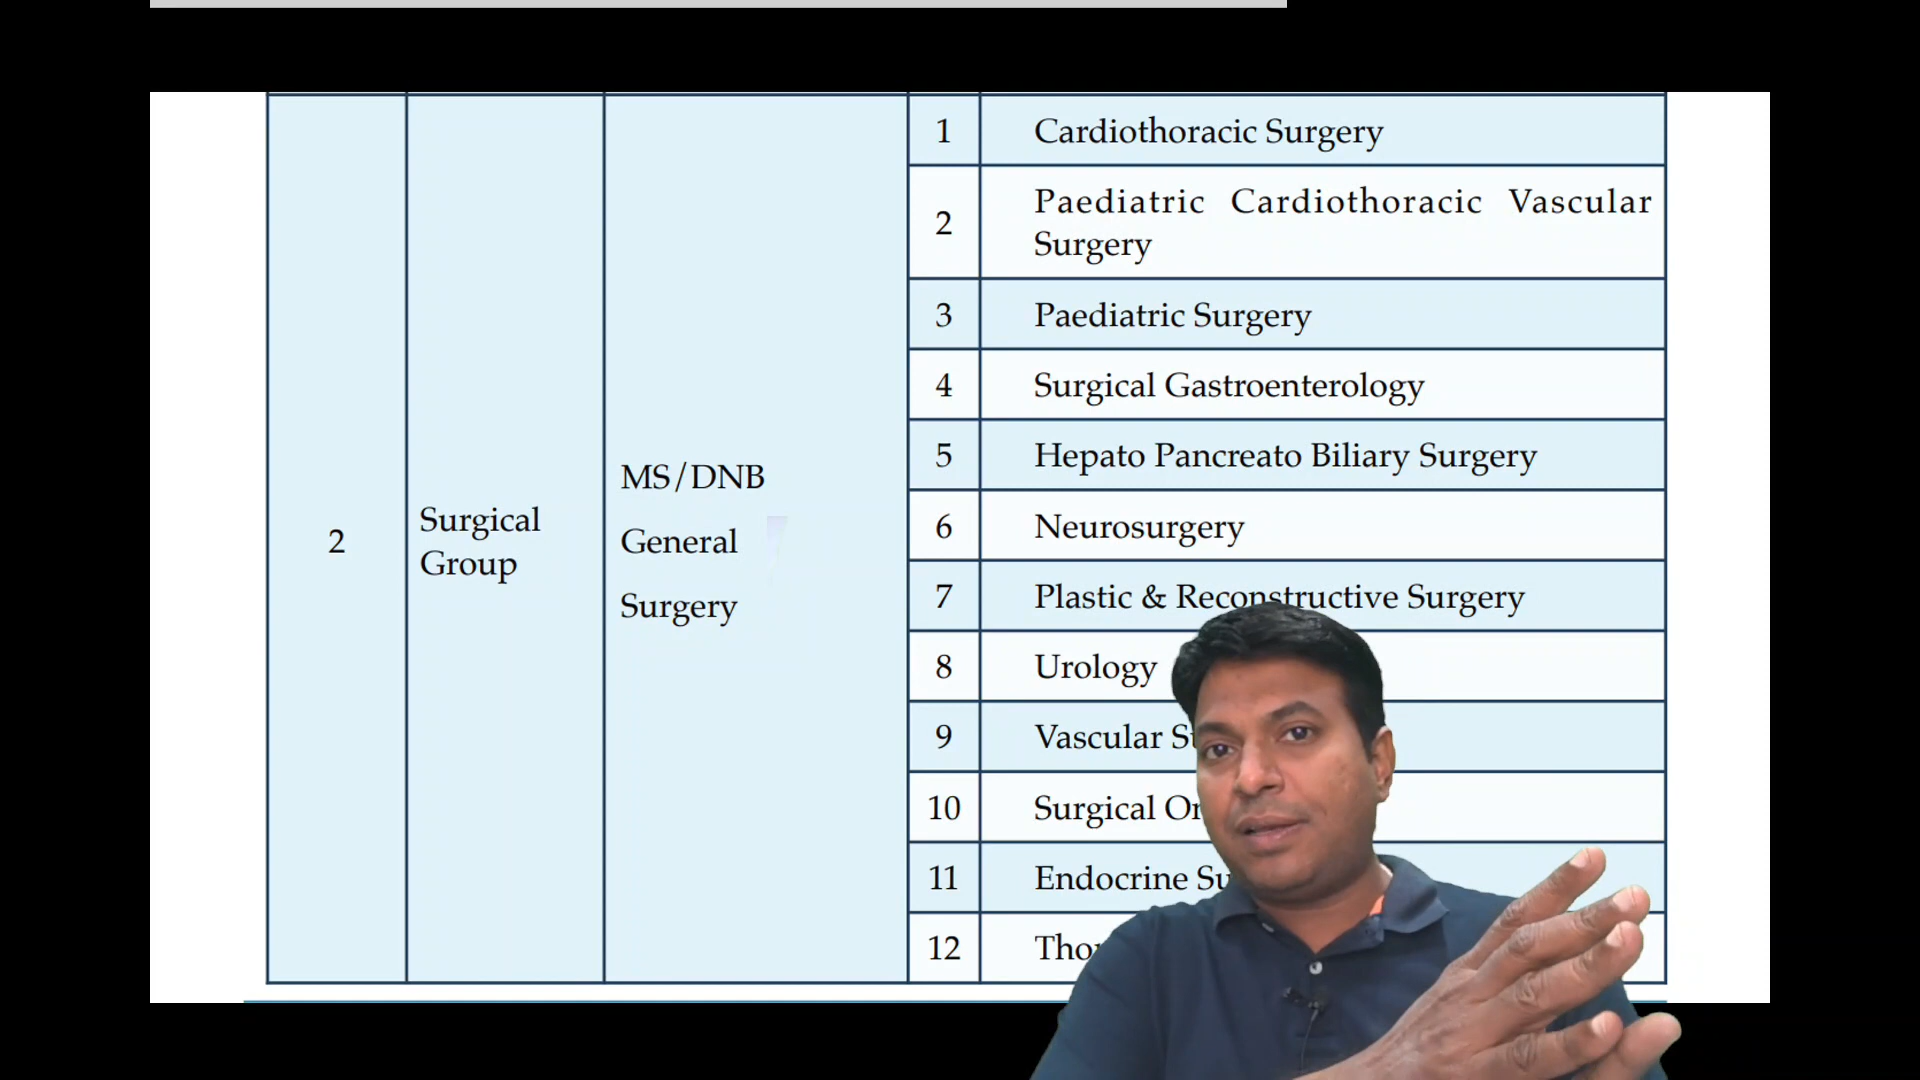 2
Surgical
Group
MS/DNB
General
Surgery
1 Cardiothoracic Surgery
2 Paediatric Cardiothoracic Vascular
Surgery
3 Paediatric Surgery
4 Surgical Gastroenterology
5 Hepato Pancreato Biliary Surgery
6 Neurosurgery
7 Plastic & Reconstructive Surgery
8 Urology
9 Vascular
10 Surgical
11 Endocrine
12